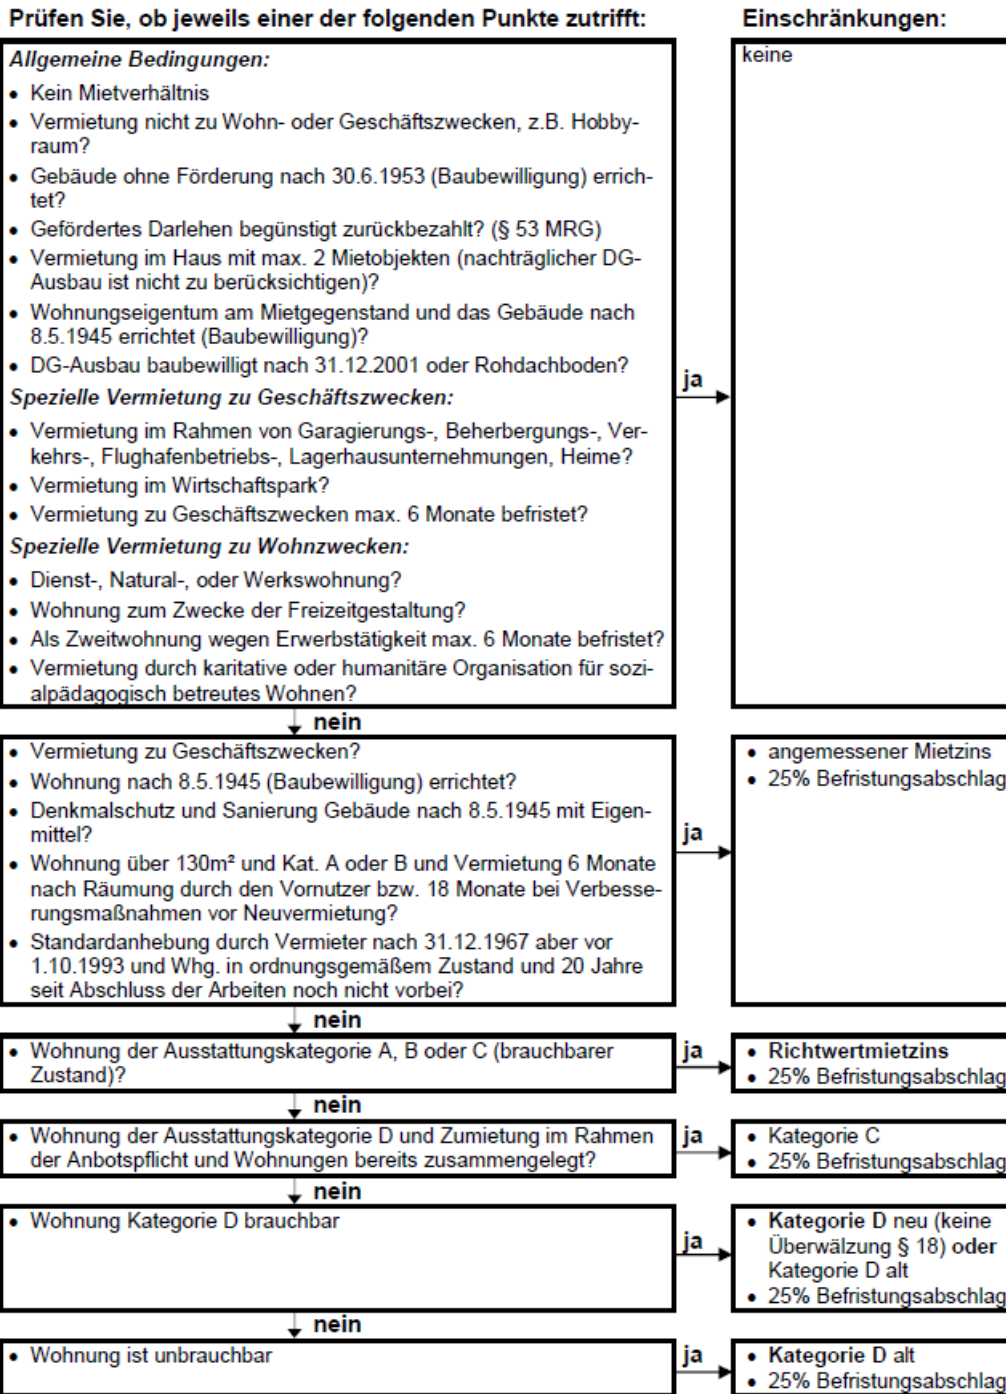 Prüfen Sie, ob jeweils einer der folgenden Punkte zutrifft:
Einschränkungen:
Allgemeine Bedingungen:
• Kein Mietverhältnis
• Vermietung nicht zu Wohn- oder Geschäftszwecken, z.B. Hobby-
raum?
• Gebäude ohne Förderung nach 30.6.1953 (Baubewilligung) errich-
tet?
• Gefördertes Darlehen begünstigt zurückbezahlt? (§ 53 MRG)
• Vermietung im Haus mit max. 2 Mietobjekten (nachträglicher DG-
Ausbau ist nicht zu berücksichtigen)?
• Wohnungseigentum am Mietgegenstand und das Gebäude nach
8.5.1945 errichtet (Baubewilligung)?
• DG-Ausbau baubewilligt nach 31.12.2001 oder Rohdachboden?
Spezielle Vermietung zu Geschäftszwecken:
• Vermietung im Rahmen von Garagierungs-, Beherbergungs-, Ver-
kehrs-, Flughafenbetriebs-, Lagerhausunternehmungen, Heime?
• Vermietung im Wirtschaftspark?
• Vermietung zu Geschäftszwecken max. 6 Monate befristet?
Spezielle Vermietung zu Wohnzwecken:
• Dienst-, Natural-, oder Werkswohnung?
• Wohnung zum Zwecke der Freizeitgestaltung?
• Als Zweitwohnung wegen Erwerbstätigkeit max. 6 Monate befristet?
• Vermietung durch karitative oder humanitäre Organisation für sozi-
alpädagogisch betreutes Wohnen?
ja
keine
nein
• Vermietung zu Geschäftszwecken?
• Wohnung nach 8.5.1945 (Baubewilligung) errichtet?
• Denkmalschutz und Sanierung Gebäude nach 8.5.1945 mit Eigen-
mittel?
• Wohnung über 130m² und Kat. A oder B und Vermietung 6 Monate
nach Räumung durch den Vornutzer bzw. 18 Monate bei Verbesse-
rungsmaßnahmen vor Neuvermietung?
• Standardanhebung durch Vermieter nach 31.12.1967 aber vor
1.10.1993 und Whg. in ordnungsgemäßem Zustand und 20 Jahre
seit Abschluss der Arbeiten noch nicht vorbei?
ja
• angemessener Mietzins
• 25% Befristungsabschlag
nein
• Wohnung der Ausstattungskategorie A, B oder C (brauchbarer
Zustand)?
ja
• Richtwertmietzins
• 25% Befristungsabschlag
nein
• Wohnung der Ausstattungskategorie D und Zumietung im Rahmen
der Anbotspflicht und Wohnungen bereits zusammengelegt?
ja
• Kategorie C
• 25% Befristungsabschlag
nein
• Wohnung Kategorie D brauchbar
ja
• Kategorie D neu (keine
Überwälzung § 18) oder
Kategorie D alt
• 25% Befristungsabschlag
nein
• Wohnung ist unbrauchbar
ja
• Kategorie D alt
• 25% Befristungsabschlag